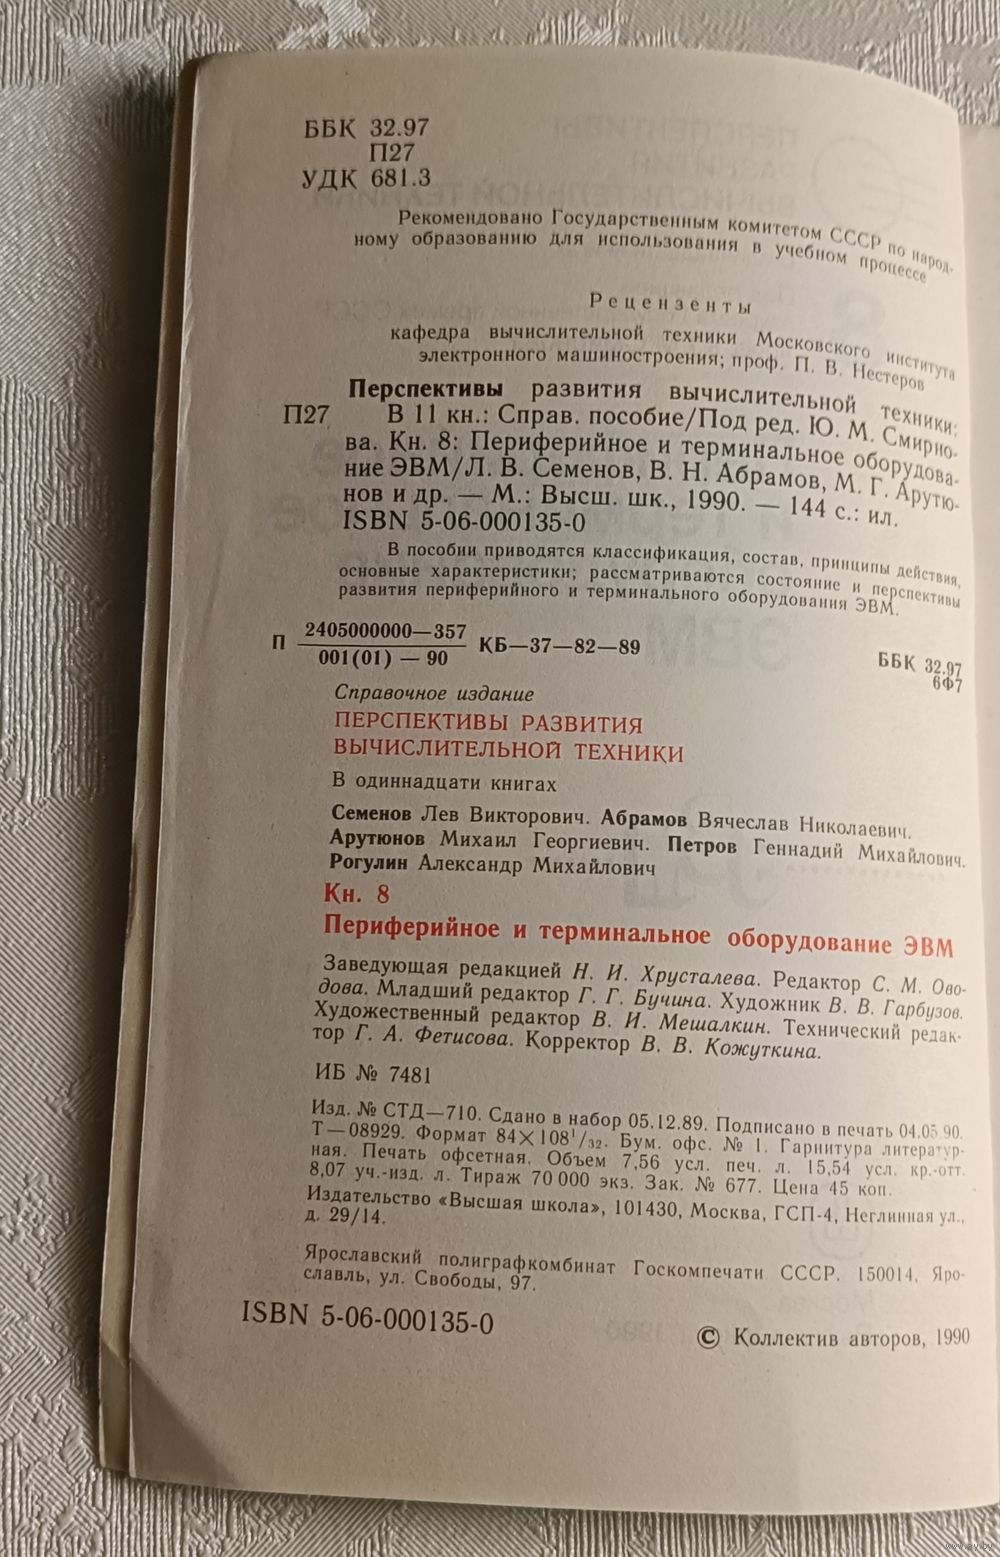 ББК 32.97
П27
УДК 681.3
Рекомендовано Государственным комитетом СССР по народ-
ному образованию для использования в учебном процессе
Рецензенты
кафедра вычислительной техники Московского института
электронного машиностроения; проф. П. В. Нестеров
Перспективы развития вычислительной техники:
П27 В 11 кн.: Справ. пособие/Под ред. Ю. М. Смирно-
ва. Кн. 8: Периферийное и терминальное оборудова-
ние ЭВМ/Л. В. Семенов, В. Н. Абрамов, М. Г. Арутю-
нов и др. — М.: Высш. шк., 1990. — 144 с.: ил.
ISBN 5-06-000135-0
В пособии приводятся классификация, состав, принципы действия,
основные характеристики; рассматриваются состояние и перспективы
развития периферийного и терминального оборудования ЭВМ.
П 2405000000—357 КБ—37—82—89
001(01) — 90
ББК 32.97
6Ф7
Справочное издание
ПЕРСПЕКТИВЫ РАЗВИТИЯ
ВЫЧИСЛИТЕЛЬНОЙ ТЕХНИКИ
В одиннадцати книгах
Семенов Лев Викторович. Абрамов Вячеслав Николаевич.
Арутюнов Михаил Георгиевич. Петров Геннадий Михайлович.
Рогулин Александр Михайлович
Кн. 8
Периферийное и терминальное оборудование ЭВМ
Заведующая редакцией Н. И. Хрусталева. Редактор С. М. Ово-
дова. Младший редактор Г. Г. Бучина. Художник В. В. Гарбузов.
Художественный редактор В. И. Мешалкин. Технический редак-
тор Г. А. Фетисова. Корректор В. В. Кожуткина.
ИБ № 7481
Изд. № СТД—710. Сдано в набор 05.12.89. Подписано в печать 04.05.90.
Т—08929. Формат 84×108¹/₃₂. Бум. офс. № 1. Гарнитура литератур-
ная. Печать офсетная. Объем 7,56 усл. печ. л. 15,54 усл. кр.-отт.
8,07 уч.-изд. л. Тираж 70 000 экз. Зак. № 677. Цена 45 коп.
Издательство «Высшая школа», 101430, Москва, ГСП-4, Неглинная ул.,
д. 29/14.
Ярославский полиграфкомбинат Госкомпечати СССР. 150014, Яро-
славль, ул. Свободы, 97.
ISBN 5-06-000135-0
© Коллектив авторов, 1990